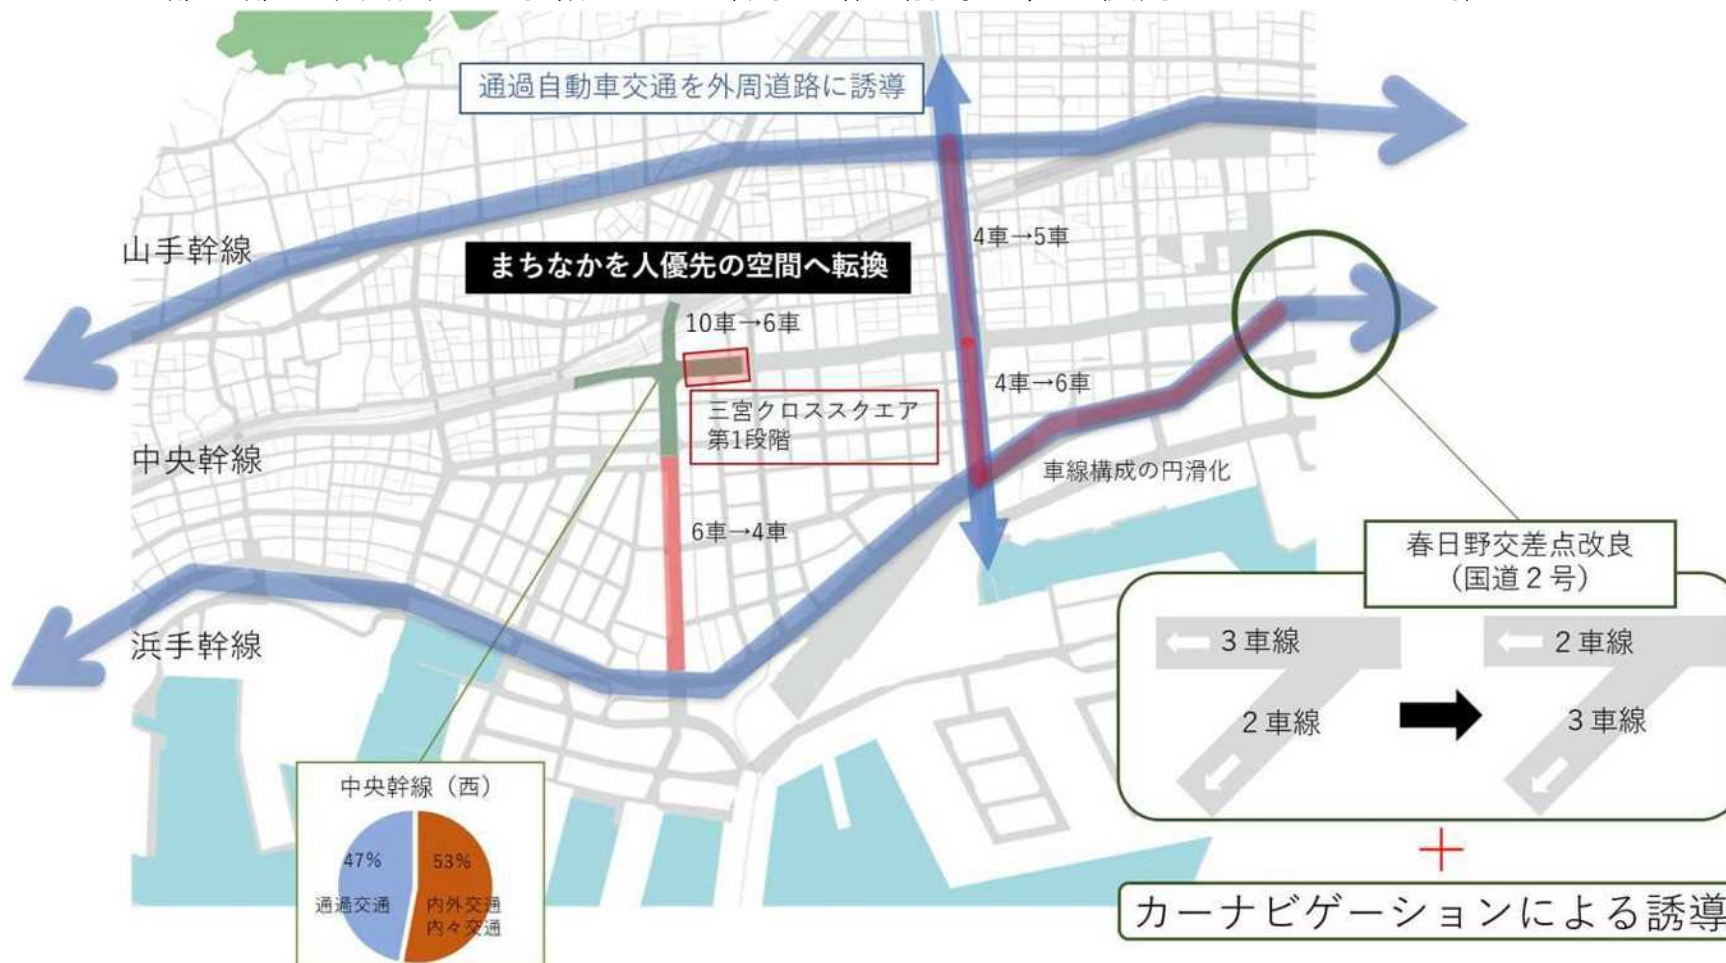 通過自動車交通を外周道路に誘導
山手幹線
4車→5車
まちなかを人優先の空間へ転換
10車→6車
4車→6車
三宮クロススクエア
第1段階
中央幹線
車線構成の円滑化
6車→4車
春日野交差点改良
(国道2号)
浜手幹線
3車線
2車線
2車線
3車線
中央幹線（西）
47%
53%
通過交通
内外交通
内々交通
＋
カーナビゲーションによる誘導